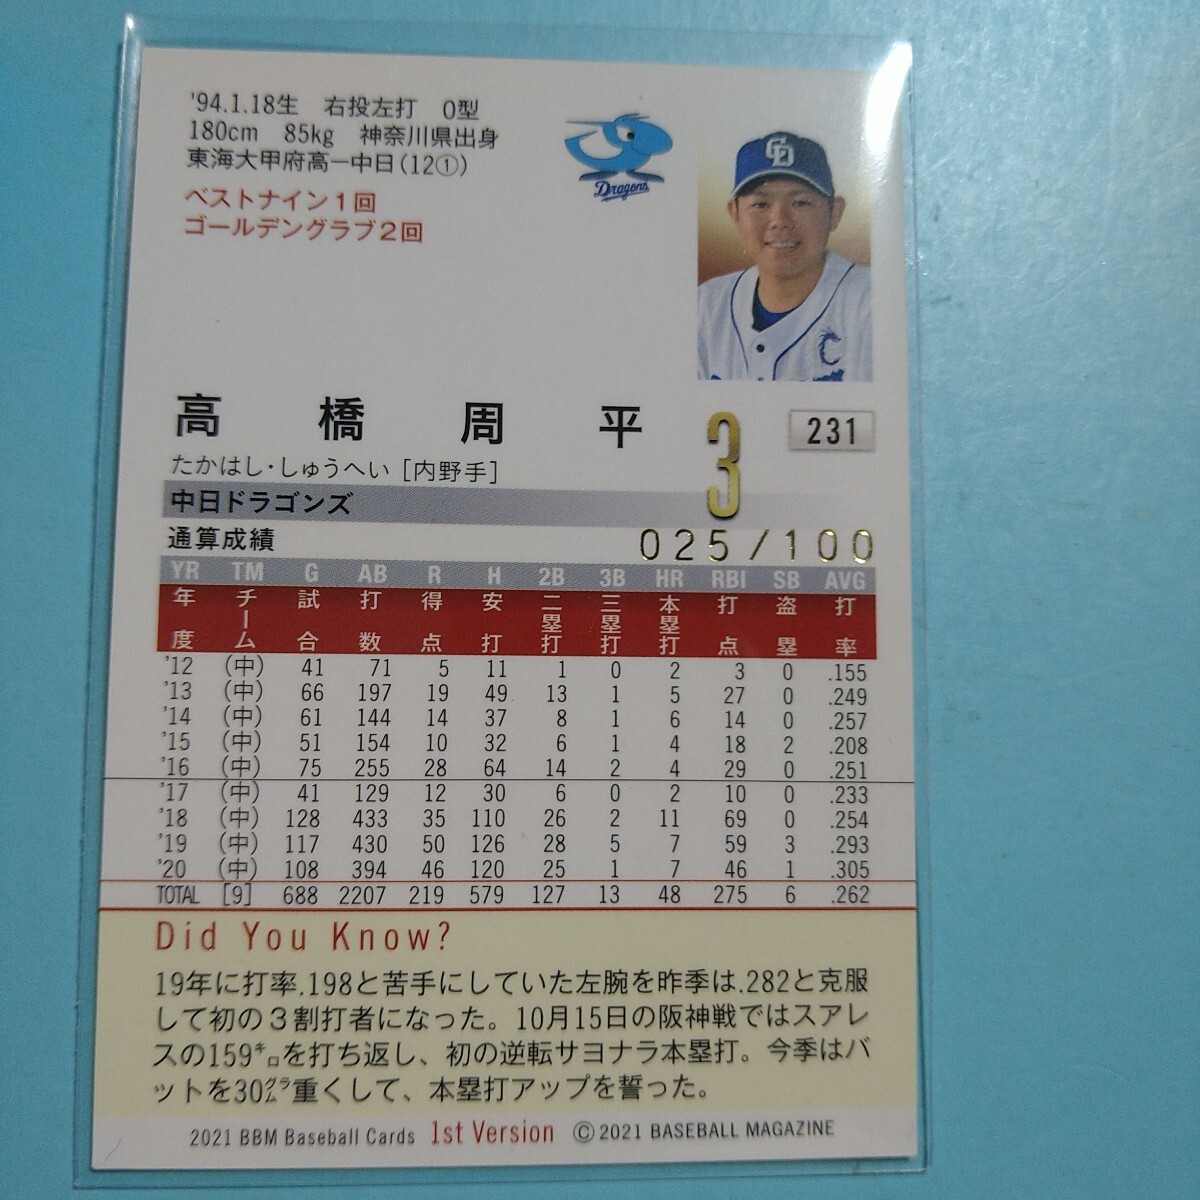 '94.1.18生 右投左打 O型
180cm 85kg 神奈川県出身
東海大甲府高ー中日(12①)
ベストナイン1回
ゴールデングラブ2回
Dragons
CD
C
高橋周平
3
231
たかはし・しゅうへい [内野手]
中日ドラゴンズ
通算成績
025/100
YR TM G AB R H 2B 3B HR RBI SB AVG
年度 チーム 試合 打数 得点 安打 二塁打 三塁打 本塁打 打点 盗塁 打率
'12 (中) 41 71 5 11 1 0 2 3 0 .155
'13 (中) 66 197 19 49 13 1 5 27 0 .249
'14 (中) 61 144 14 37 8 1 6 14 0 .257
'15 (中) 51 154 10 32 6 1 4 18 2 .208
'16 (中) 75 255 28 64 14 2 4 29 0 .251
'17 (中) 41 129 12 30 6 0 2 10 0 .233
'18 (中) 128 433 35 110 26 2 11 69 0 .254
'19 (中) 117 430 50 126 28 5 7 59 3 .293
'20 (中) 108 394 46 120 25 1 7 46 1 .305
TOTAL [9] 688 2207 219 579 127 13 48 275 6 .262
Did You Know?
19年に打率.198と苦手にしていた左腕を昨季は.282と克服
して初の3割打者になった。10月15日の阪神戦ではスアレ
スの159㌔を打ち返し、初の逆転サヨナラ本塁打。今季はバ
ットを30㌘重くして、本塁打アップを誓った。
2021 BBM Baseball Cards 1st Version ©2021 BASEBALL MAGAZINE